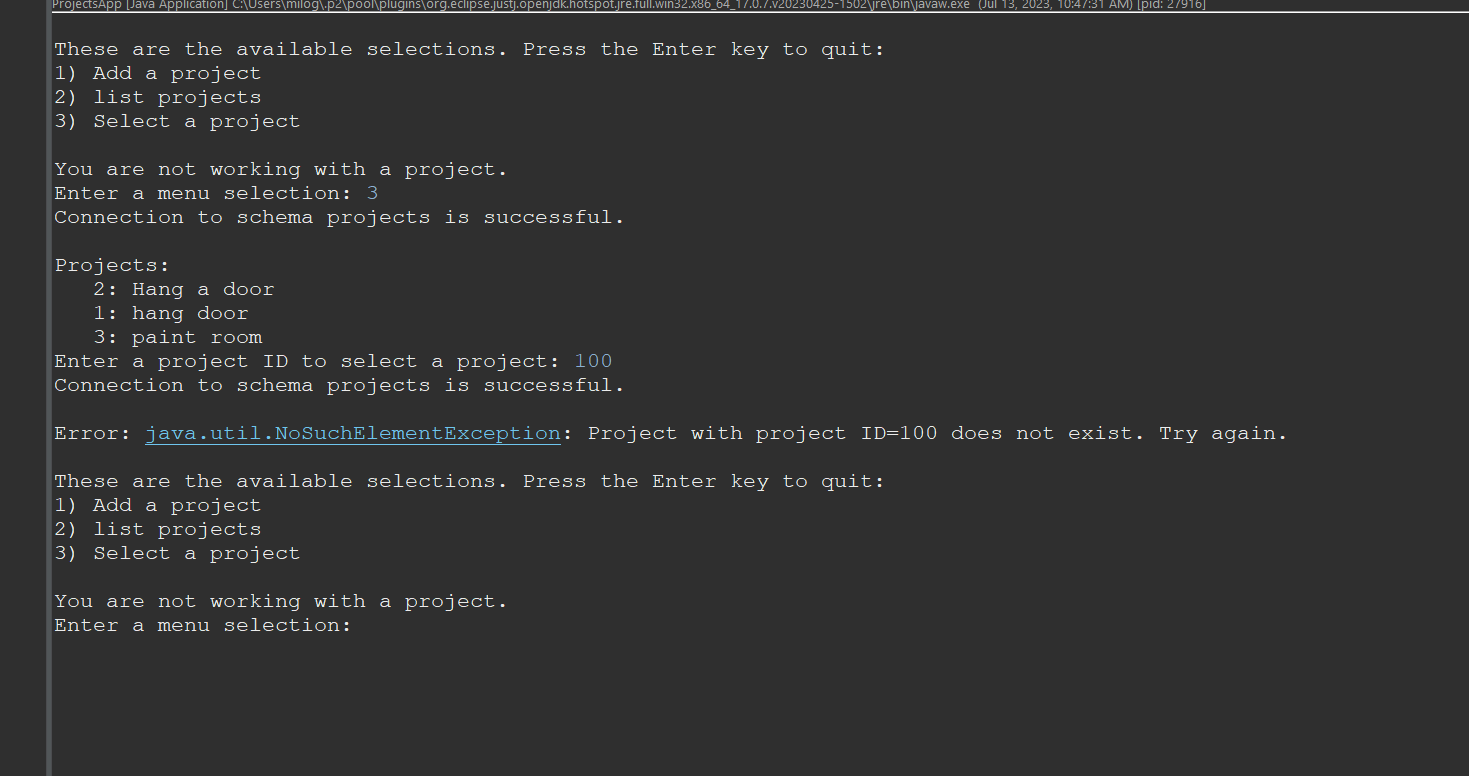 ProjectsApp [Java Application] C:\Users\milog\.p2\pool\plugins\org.eclipse.justj.openjdk.hotspot.jre.full.win32.x86_64_17.0.7.v20230425-1502\jre\bin\javaw.exe (Jul 13, 2023, 10:47:31 AM) [pid: 27916]
These are the available selections. Press the Enter key to quit:
1) Add a project
2) list projects
3) Select a project
You are not working with a project.
Enter a menu selection: 3
Connection to schema projects is successful.
Projects:
2: Hang a door
1: hang door
3: paint room
Enter a project ID to select a project: 100
Connection to schema projects is successful.
Error: java.util.NoSuchElementException: Project with project ID=100 does not exist. Try again.
These are the available selections. Press the Enter key to quit:
1) Add a project
2) list projects
3) Select a project
You are not working with a project.
Enter a menu selection: